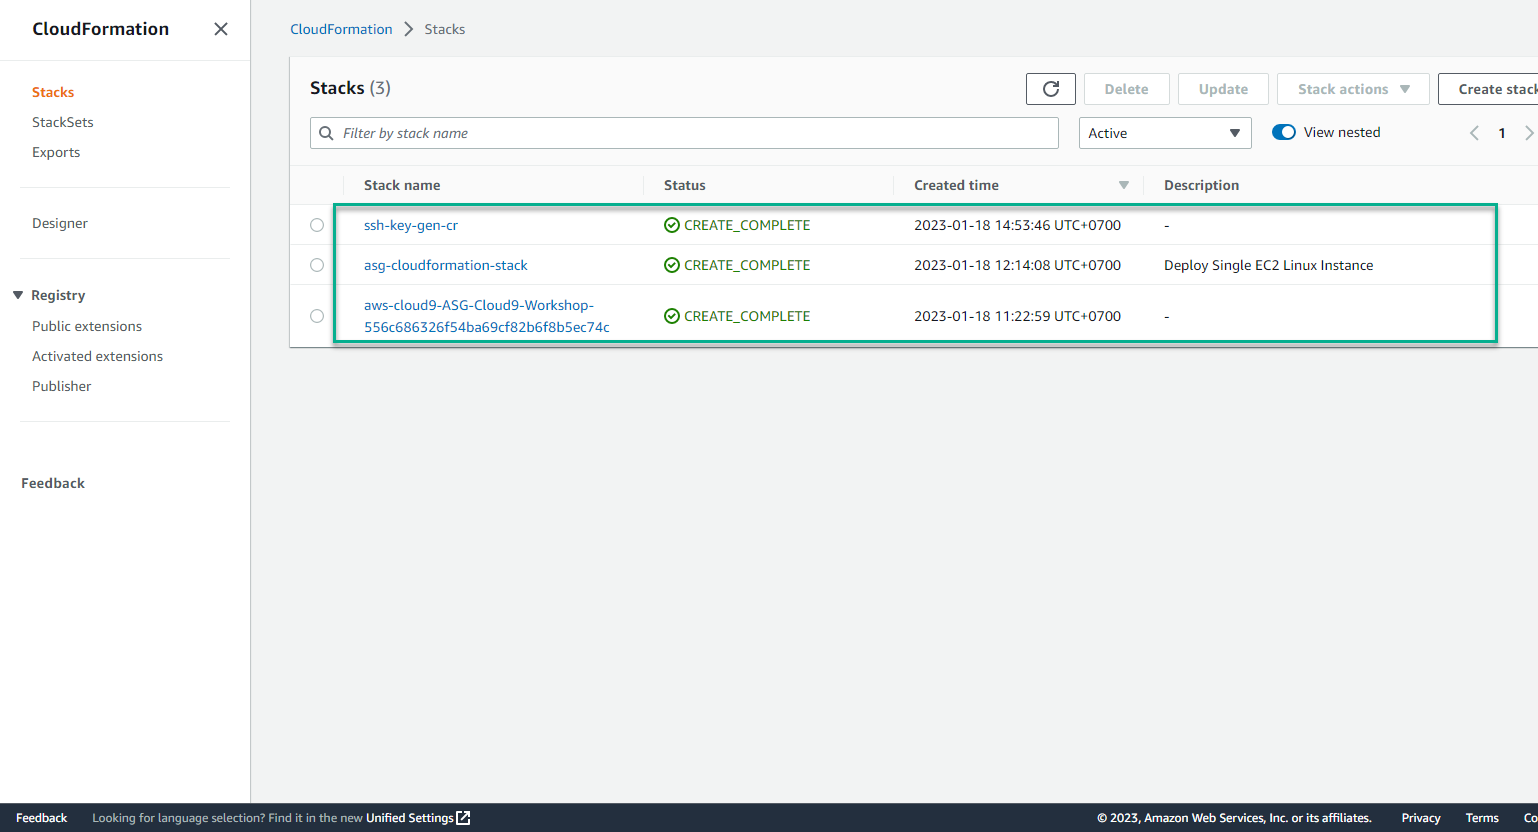 CloudFormation
Stacks
StackSets
Exports
Designer
Registry
Public extensions
Activated extensions
Publisher
Feedback
CloudFormation Stacks
Stacks (3)
Delete Update Stack actions Create stack
Filter by stack name Active View nested 1
Stack name Status Created time Description
ssh-key-gen-cr CREATE_COMPLETE 2023-01-18 14:53:46 UTC+0700 -
asg-cloudformation-stack CREATE_COMPLETE 2023-01-18 12:14:08 UTC+0700 Deploy Single EC2 Linux Instance
aws-cloud9-ASG-Cloud9-Workshop-
556c686326f54ba69cf82b6f8b5ec74c CREATE_COMPLETE 2023-01-18 11:22:59 UTC+0700 -
Feedback Looking for language selection? Find it in the new Unified Settings © 2023, Amazon Web Services, Inc. or its affiliates. Privacy Terms Co